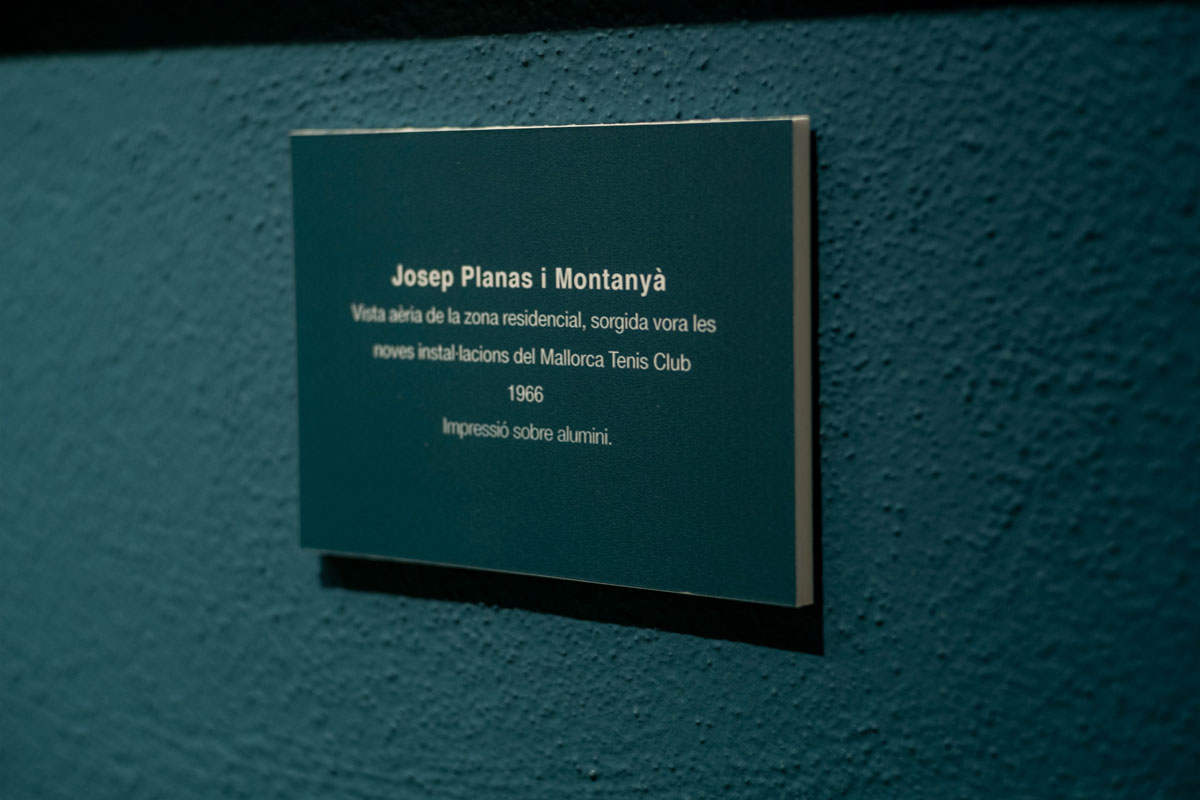 Josep Planas i Montanyà
Vista aèria de la zona residencial, sorgida vora les
noves instal·lacions del Mallorca Tenis Club
1966
Impressió sobre alumini.